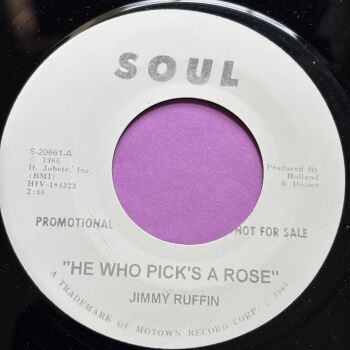 SOUL
S-20661-A
© 1966
D. Jobete,' Inc.
(BMI)
HIV-184323
2:48
Produced By
Holland
& Dozier
PROMOTIONAL
NOT FOR SALE
"HE WHO PICK'S A ROSE"
JIMMY RUFFIN
A TRADEMARK OF MOTOWN RECORD CORP. © 1966